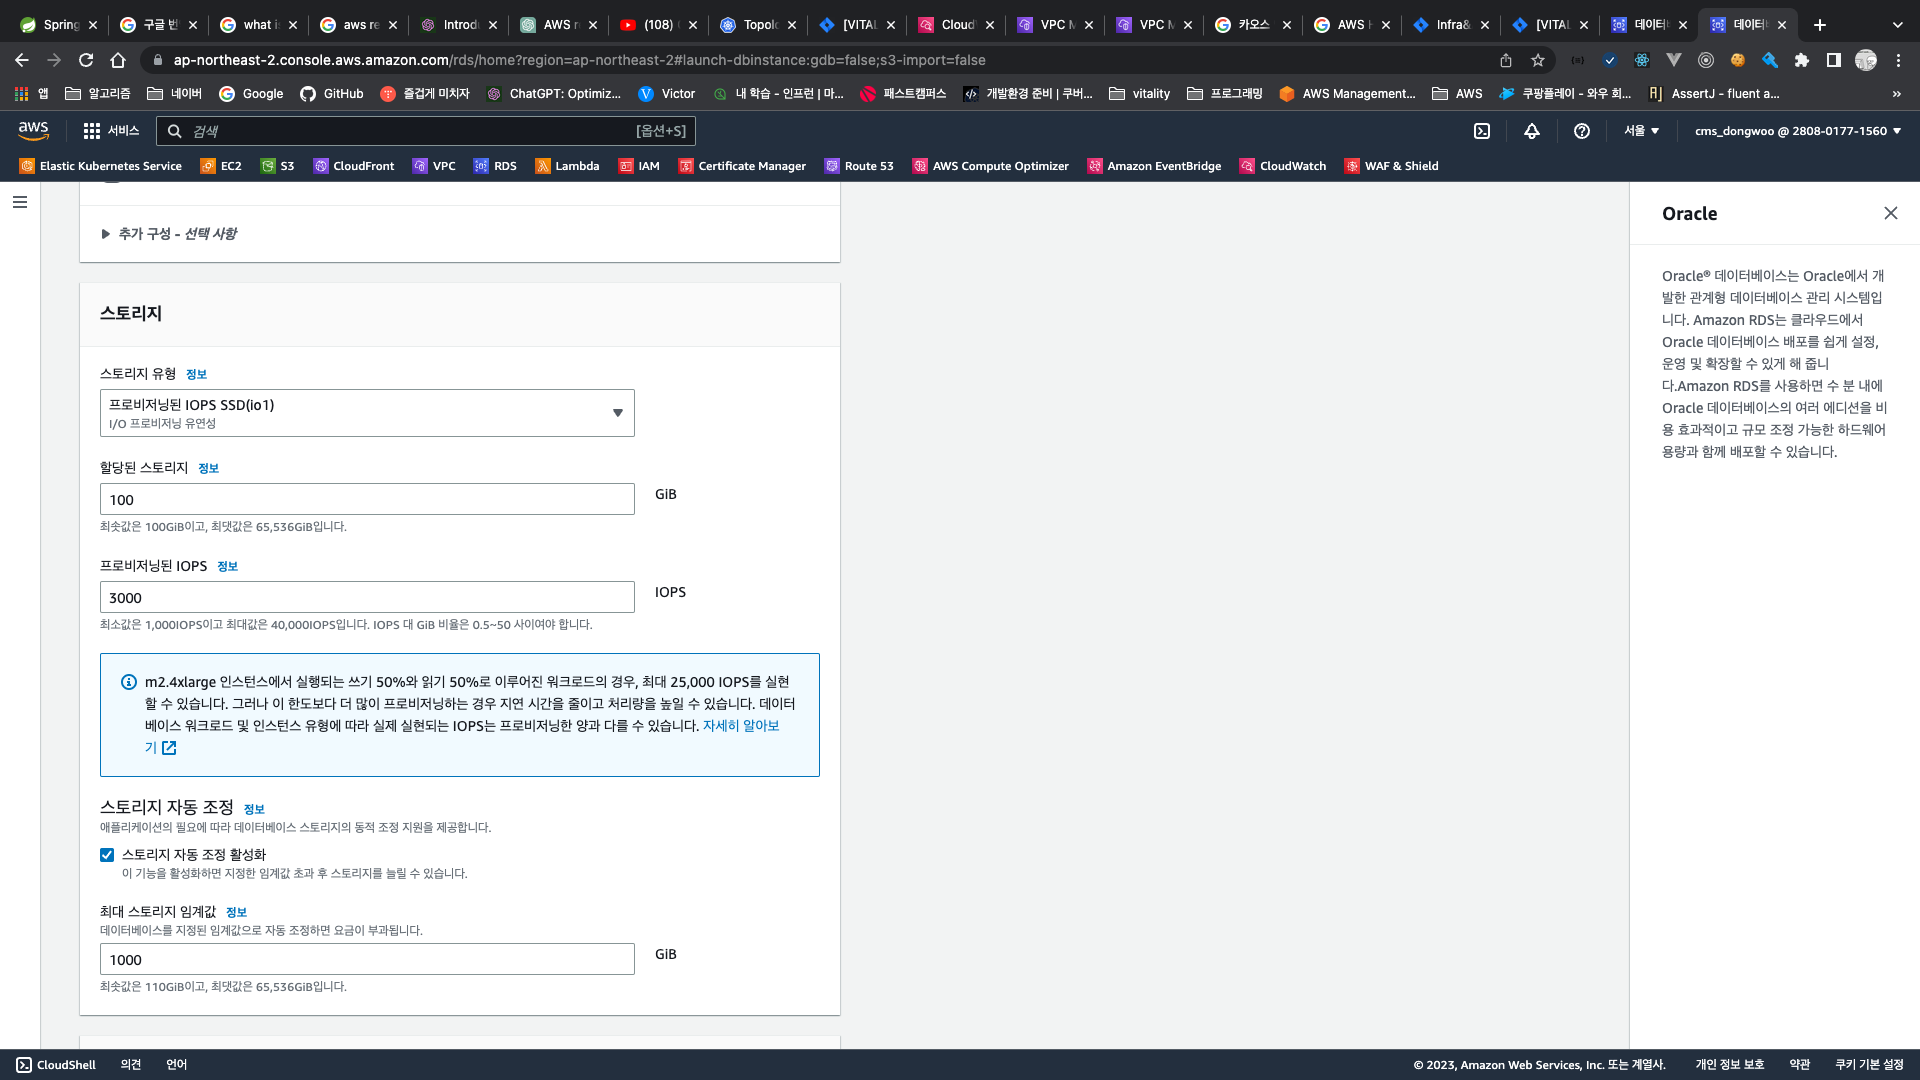 Spring
구글 번
what is
aws re
Introdu
AWS ru
(108)
Topolo
[VITAL
Cloud
VPC M
VPC M
카오스
AWS H
Infra&
[VITAL
데이터
데이터
ap-northeast-2.console.aws.amazon.com/rds/home?region=ap-northeast-2#launch-dbinstance:gdb=false;s3-import=false
앱
알고리즘
네이버
Google
GitHub
즐겁게 미치자
ChatGPT: Optimiz...
Victor
내 학습 - 인프런 | 마...
패스트캠퍼스
개발환경 준비 | 쿠버...
vitality
프로그래밍
AWS Management...
AWS
쿠팡플레이 - 와우 회...
AssertJ - fluent a...
»
aws
서비스
검색
[옵션+S]
서울
cms_dongwoo @ 2808-0177-1560
Elastic Kubernetes Service
EC2
S3
CloudFront
VPC
RDS
Lambda
IAM
Certificate Manager
Route 53
AWS Compute Optimizer
Amazon EventBridge
CloudWatch
WAF & Shield
추가 구성 - 선택 사항
스토리지
스토리지 유형 정보
프로비저닝된 IOPS SSD(io1)
I/O 프로비저닝 유연성
할당된 스토리지 정보
100
GiB
최솟값은 100GiB이고, 최댓값은 65,536GiB입니다.
프로비저닝된 IOPS 정보
3000
IOPS
최소값은 1,000IOPS이고 최대값은 40,000IOPS입니다. IOPS 대 GiB 비율은 0.5~50 사이여야 합니다.
m2.4xlarge 인스턴스에서 실행되는 쓰기 50%와 읽기 50%로 이루어진 워크로드의 경우, 최대 25,000 IOPS를 실현
할 수 있습니다. 그러나 이 한도보다 더 많이 프로비저닝하는 경우 지연 시간을 줄이고 처리량을 높일 수 있습니다. 데이터
베이스 워크로드 및 인스턴스 유형에 따라 실제 실현되는 IOPS는 프로비저닝한 양과 다를 수 있습니다. 자세히 알아보
기
스토리지 자동 조정 정보
애플리케이션의 필요에 따라 데이터베이스 스토리지의 동적 조정 지원을 제공합니다.
스토리지 자동 조정 활성화
이 기능을 활성화하면 지정한 임계값 초과 후 스토리지를 늘릴 수 있습니다.
최대 스토리지 임계값 정보
데이터베이스를 지정된 임계값으로 자동 조정하면 요금이 부과됩니다.
1000
GiB
최솟값은 110GiB이고, 최댓값은 65,536GiB입니다.
Oracle
Oracle® 데이터베이스는 Oracle에서 개
발한 관계형 데이터베이스 관리 시스템입
니다. Amazon RDS는 클라우드에서
Oracle 데이터베이스 배포를 쉽게 설정,
운영 및 확장할 수 있게 해 줍니
다.Amazon RDS를 사용하면 수 분 내에
Oracle 데이터베이스의 여러 에디션을 비
용 효과적이고 규모 조정 가능한 하드웨어
용량과 함께 배포할 수 있습니다.
CloudShell
의견
언어
© 2023, Amazon Web Services, Inc. 또는 계열사.
개인 정보 보호
약관
쿠키 기본 설정